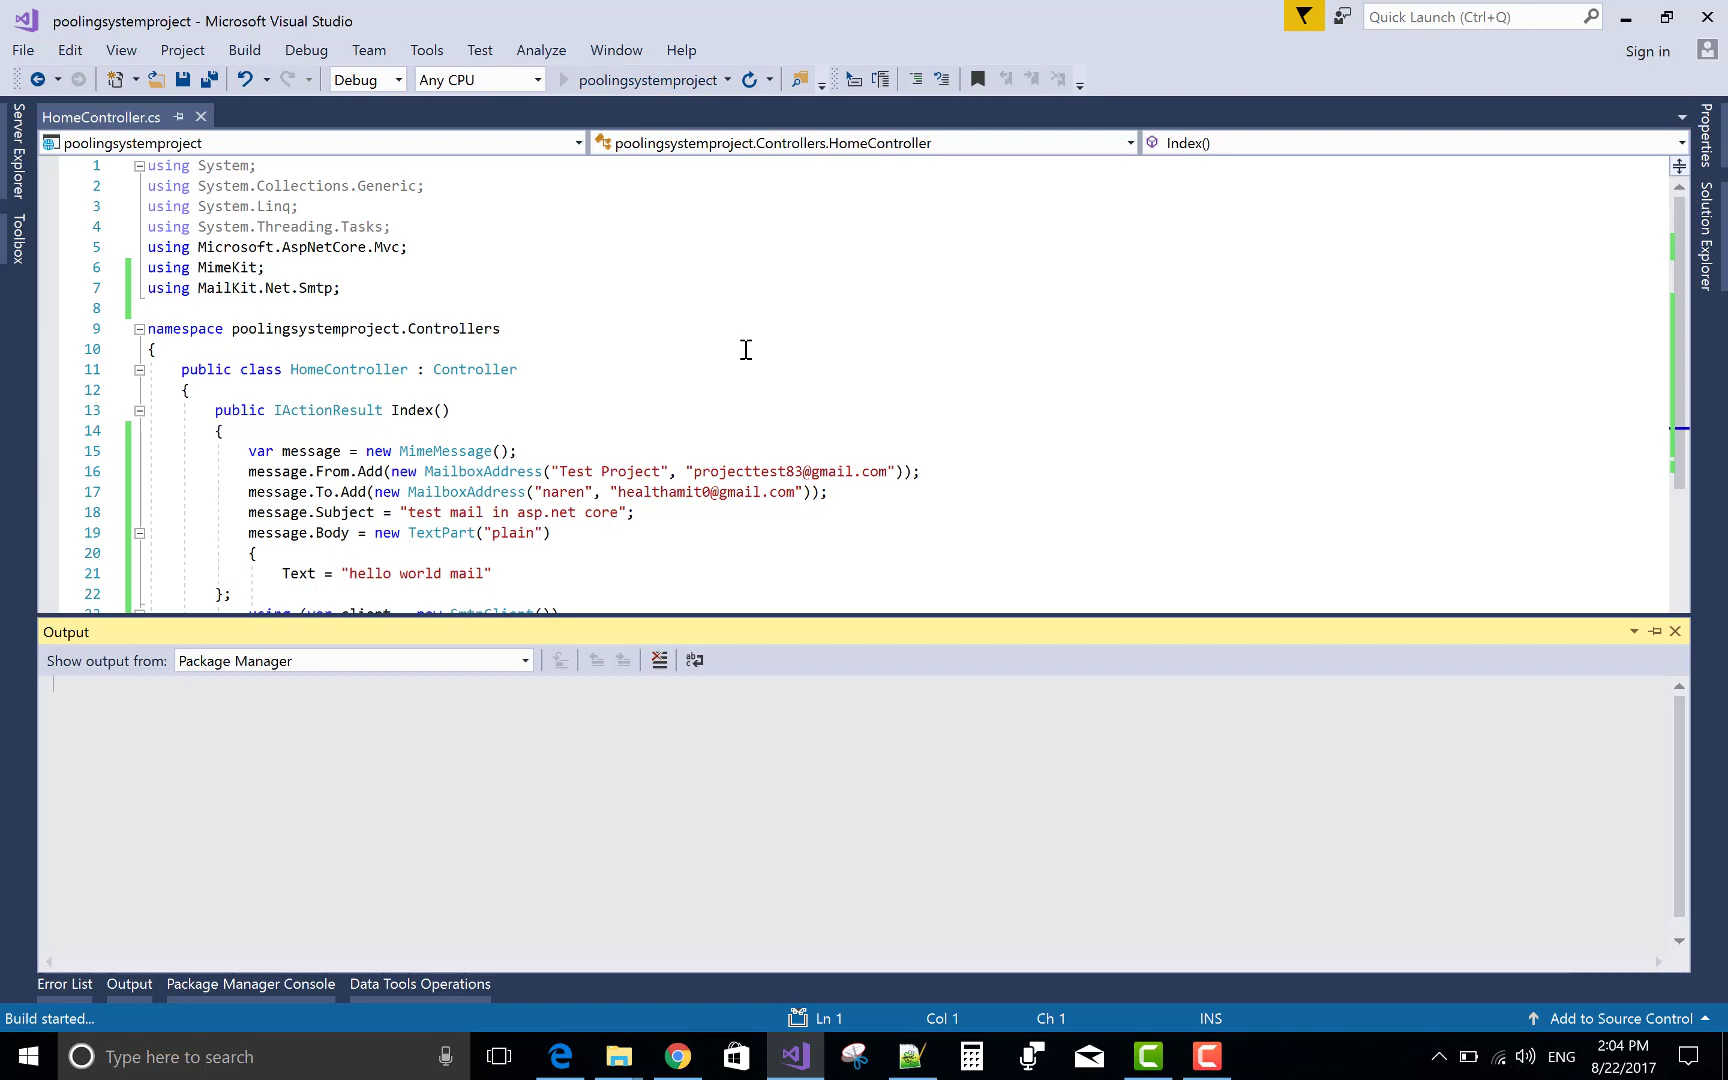 poolingsystemproject - Microsoft Visual Studio
Quick Launch (Ctrl+Q)
File Edit View Project Build Debug Team Tools Test Analyze Window Help
Sign in
Debug Any CPU poolingsystemproject
Server Explorer
Toolbox
Properties
Solution Explorer
HomeController.cs
poolingsystemproject poolingsystemproject.Controllers.HomeController Index()
1 using System;
2 using System.Collections.Generic;
3 using System.Linq;
4 using System.Threading.Tasks;
5 using Microsoft.AspNetCore.Mvc;
6 using MimeKit;
7 using MailKit.Net.Smtp;
8
9 namespace poolingsystemproject.Controllers
10 {
11 public class HomeController : Controller
12 {
13 public IActionResult Index()
14 {
15 var message = new MimeMessage();
16 message.From.Add(new MailboxAddress("Test Project", "projecttest83@gmail.com"));
17 message.To.Add(new MailboxAddress("naren", "healthamit0@gmail.com"));
18 message.Subject = "test mail in asp.net core";
19 message.Body = new TextPart("plain")
20 {
21 Text = "hello world mail"
22 };
23 using (var client = new SmtpClient())
Output
Show output from: Package Manager
Error List Output Package Manager Console Data Tools Operations
Build started... Ln 1 Col 1 Ch 1 INS Add to Source Control
Type here to search
ENG
2:04 PM
8/22/2017